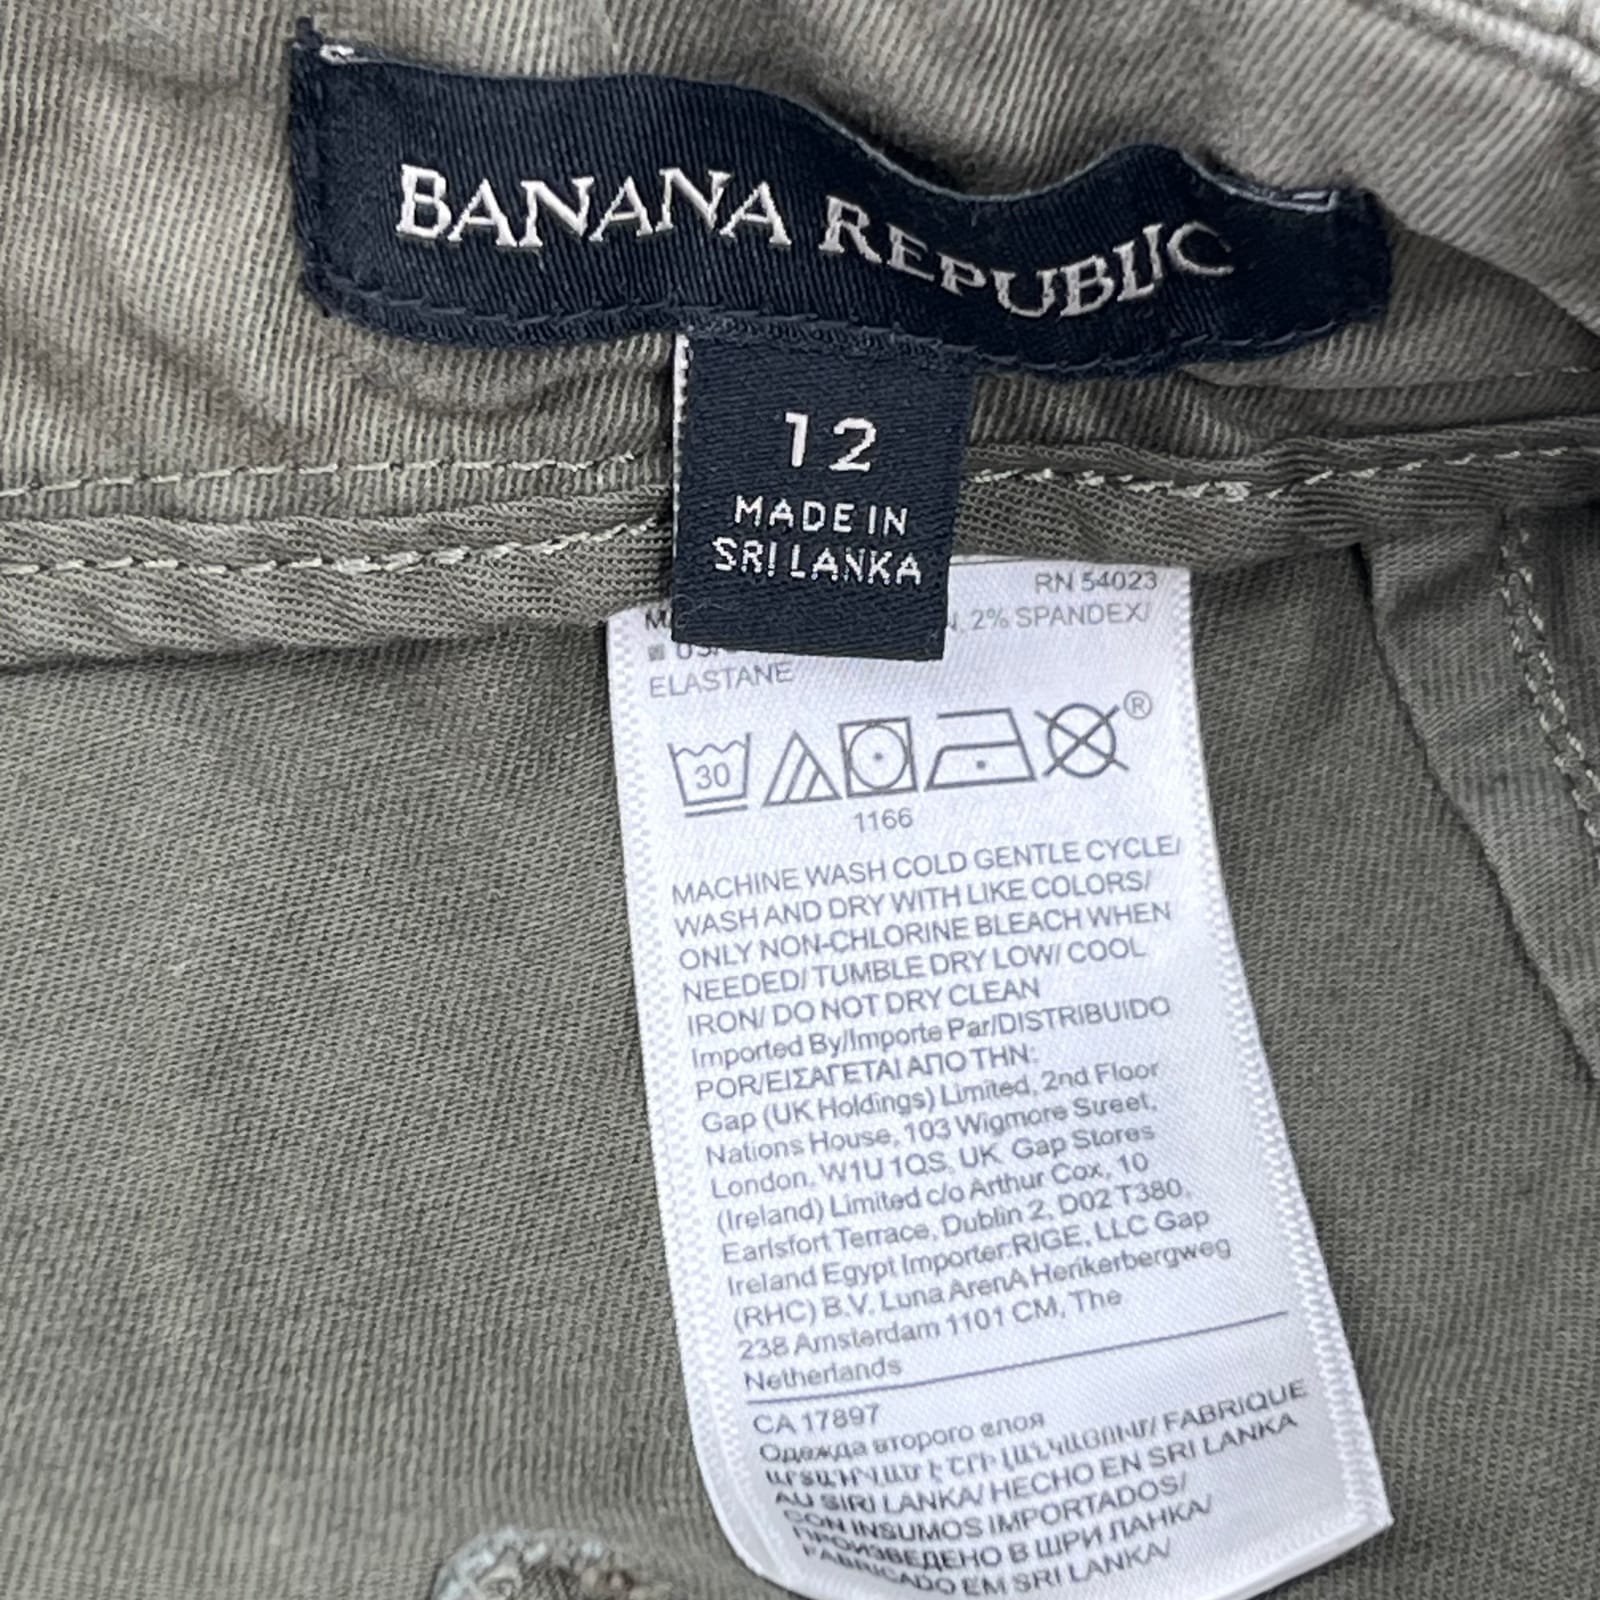 BANANA REPUBLIC
12
MADE IN
SRI LANKA
RN 54023
2% SPANDEX/
ELASTANE
30
®
1166
MACHINE WASH COLD GENTLE CYCLE/
WASH AND DRY WITH LIKE COLORS/
ONLY NON-CHLORINE BLEACH WHEN
NEEDED/ TUMBLE DRY LOW/ COOL
IRON/ DO NOT DRY CLEAN
Imported By/Importe Par/DISTRIBUIDO
POR/ΕΙΣΑΓΕΤΑΙ ΑΠΟ ΤΗΝ:
Gap (UK Holdings) Limited, 2nd Floor
Nations House, 103 Wigmore Street,
London, W1U 1QS, UK Gap Stores
(Ireland) Limited c/o Arthur Cox, 10
Earlsfort Terrace, Dublin 2, D02 T380,
Ireland Egypt Importer:RIGE, LLC Gap
(RHC) B.V. Luna ArenA Herikerbergweg
238 Amsterdam 1101 CM, The
Netherlands
CA 17897
Одежда второго слоя
/ FABRIQUE
AU SIRI LANKA/ HECHO EN SRI LANKA
CON INSUMOS IMPORTADOS/
ПРОИЗВЕДЕНО В ШРИ ЛАНКА/
FABRICADO EM SRI LANKA/